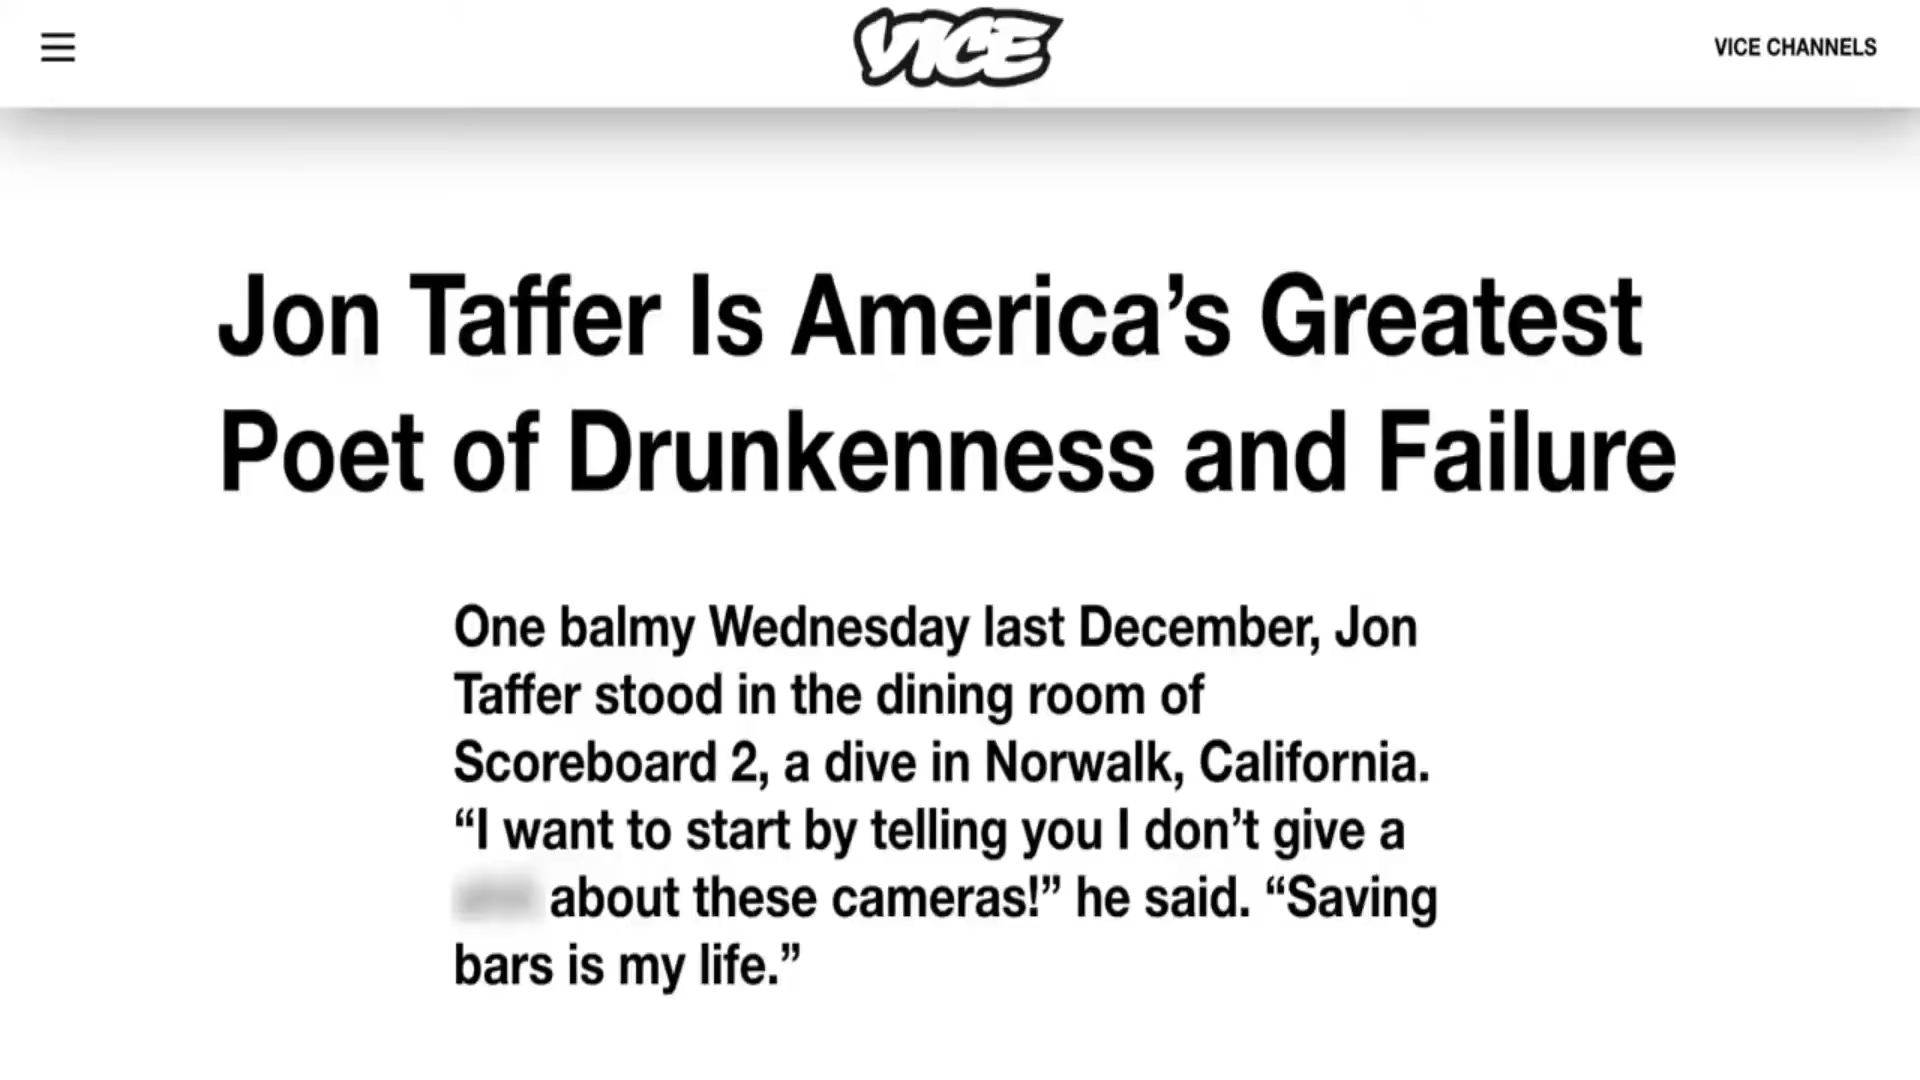 VICE
VICE CHANNELS
Jon Taffer Is America’s Greatest
Poet of Drunkenness and Failure
One balmy Wednesday last December, Jon
Taffer stood in the dining room of
Scoreboard 2, a dive in Norwalk, California.
“I want to start by telling you I don’t give a
about these cameras!” he said. “Saving
bars is my life.”